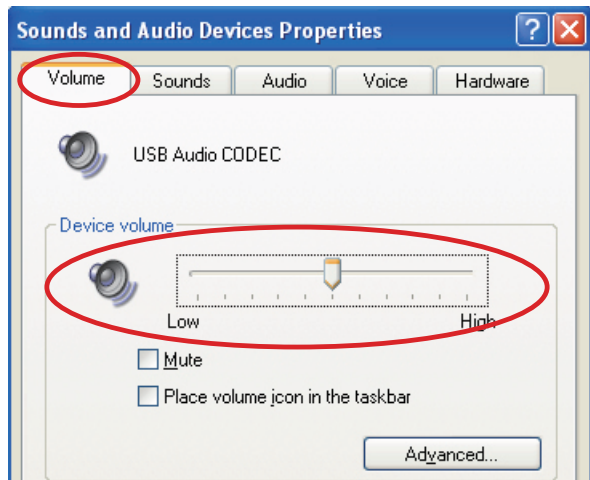 Sounds and Audio Devices Properties
Volume Sounds Audio Voice Hardware
USB Audio CODEC
Device volume
Low High
Mute
Place volume icon in the taskbar
Advanced...